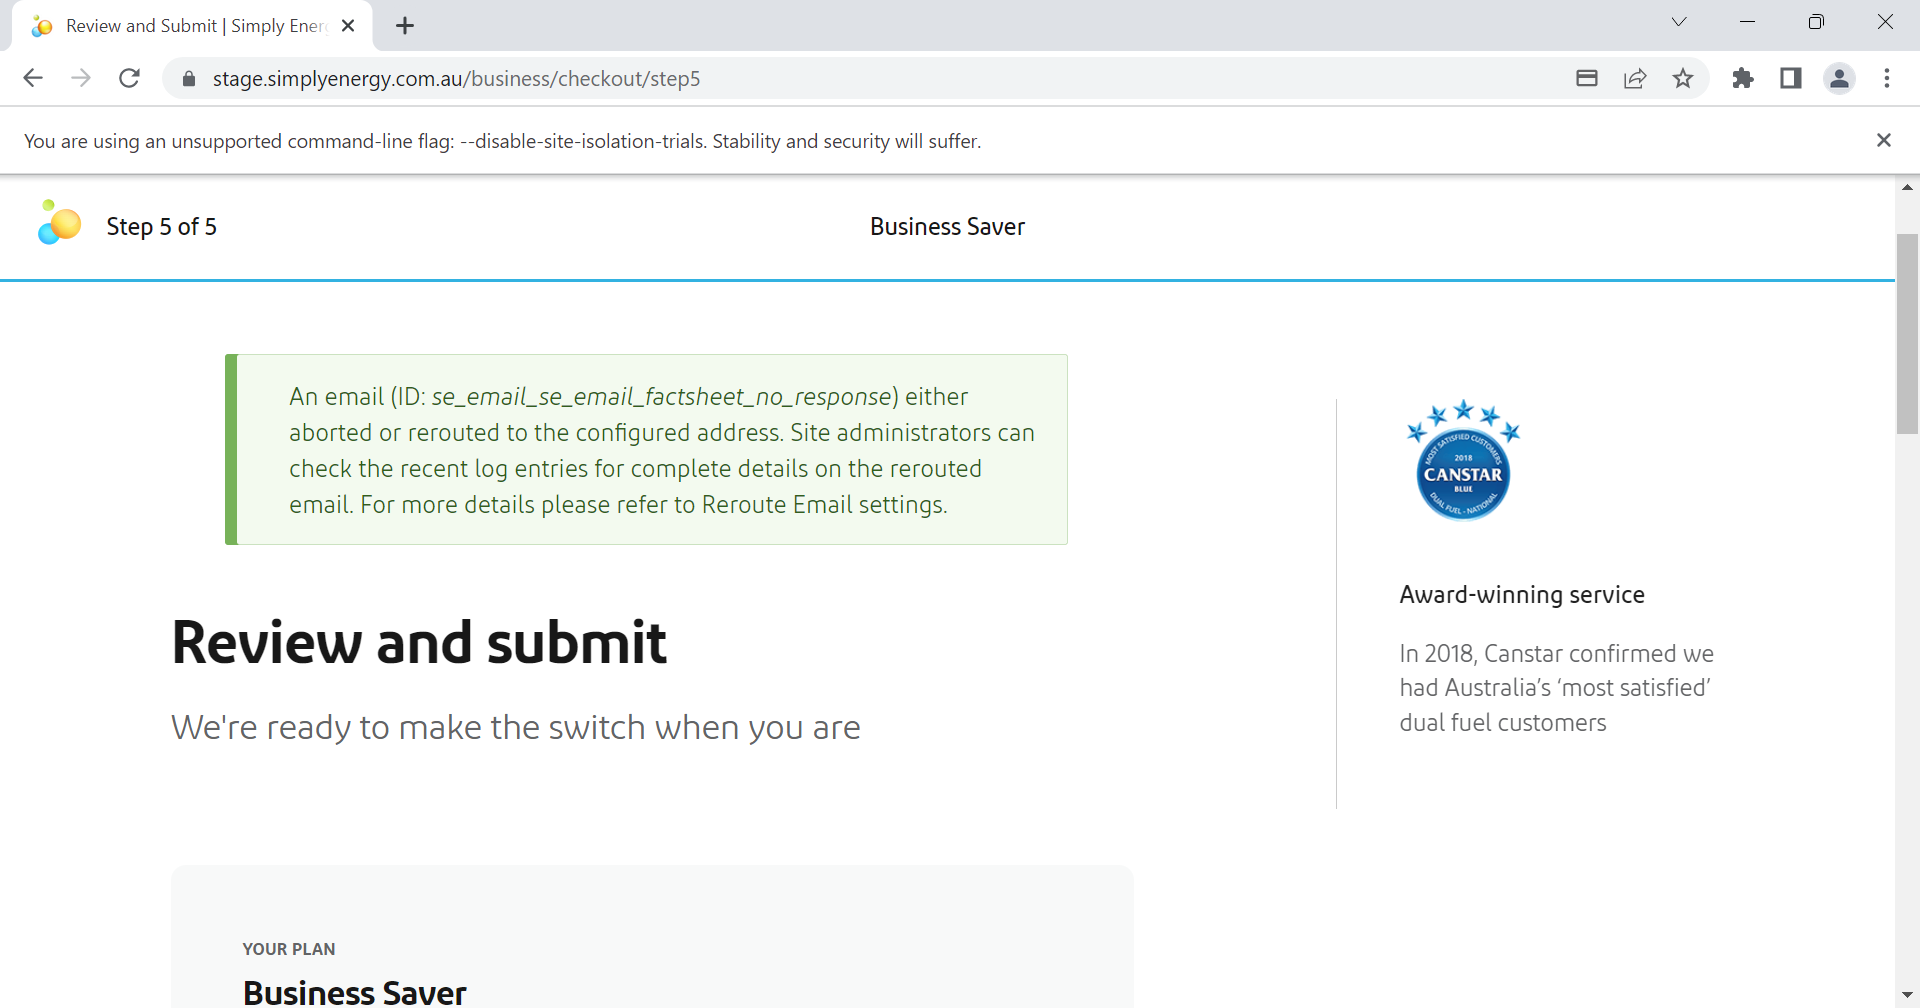 Review and Submit | Simply Ener
stage.simplyenergy.com.au/business/checkout/step5
You are using an unsupported command-line flag: --disable-site-isolation-trials. Stability and security will suffer.
Step 5 of 5
Business Saver
An email (ID: se_email_se_email_factsheet_no_response) either
aborted or rerouted to the configured address. Site administrators can
check the recent log entries for complete details on the rerouted
email. For more details please refer to Reroute Email settings.
MOST SATISFIED CUSTOMERS
2018
CANSTAR
BLUE
DUAL FUEL - NATIONAL
Award-winning service
In 2018, Canstar confirmed we
had Australia’s ‘most satisfied’
dual fuel customers
Review and submit
We're ready to make the switch when you are
YOUR PLAN
Business Saver